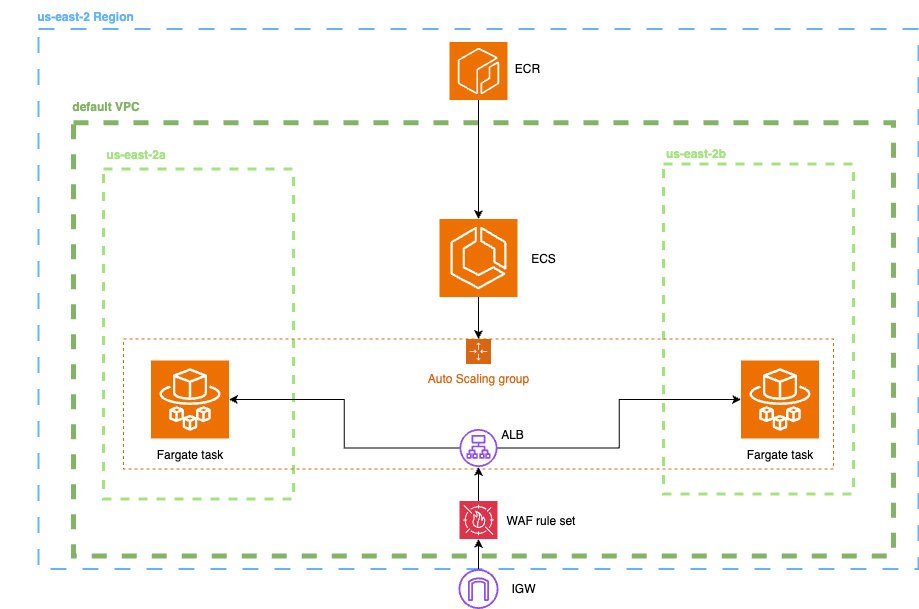 us-east-2 Region
ECR
default VPC
us-east-2a
us-east-2b
ECS
Auto Scaling group
ALB
Fargate task
Fargate task
WAF rule set
IGW